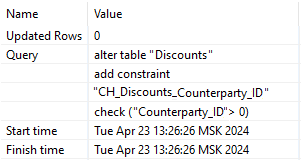 Name Value
Updated Rows 0
Query alter table "Discounts"
add constraint
"CH_Discounts_Counterparty_ID"
check ("Counterparty_ID"> 0)
Start time Tue Apr 23 13:26:26 MSK 2024
Finish time Tue Apr 23 13:26:26 MSK 2024